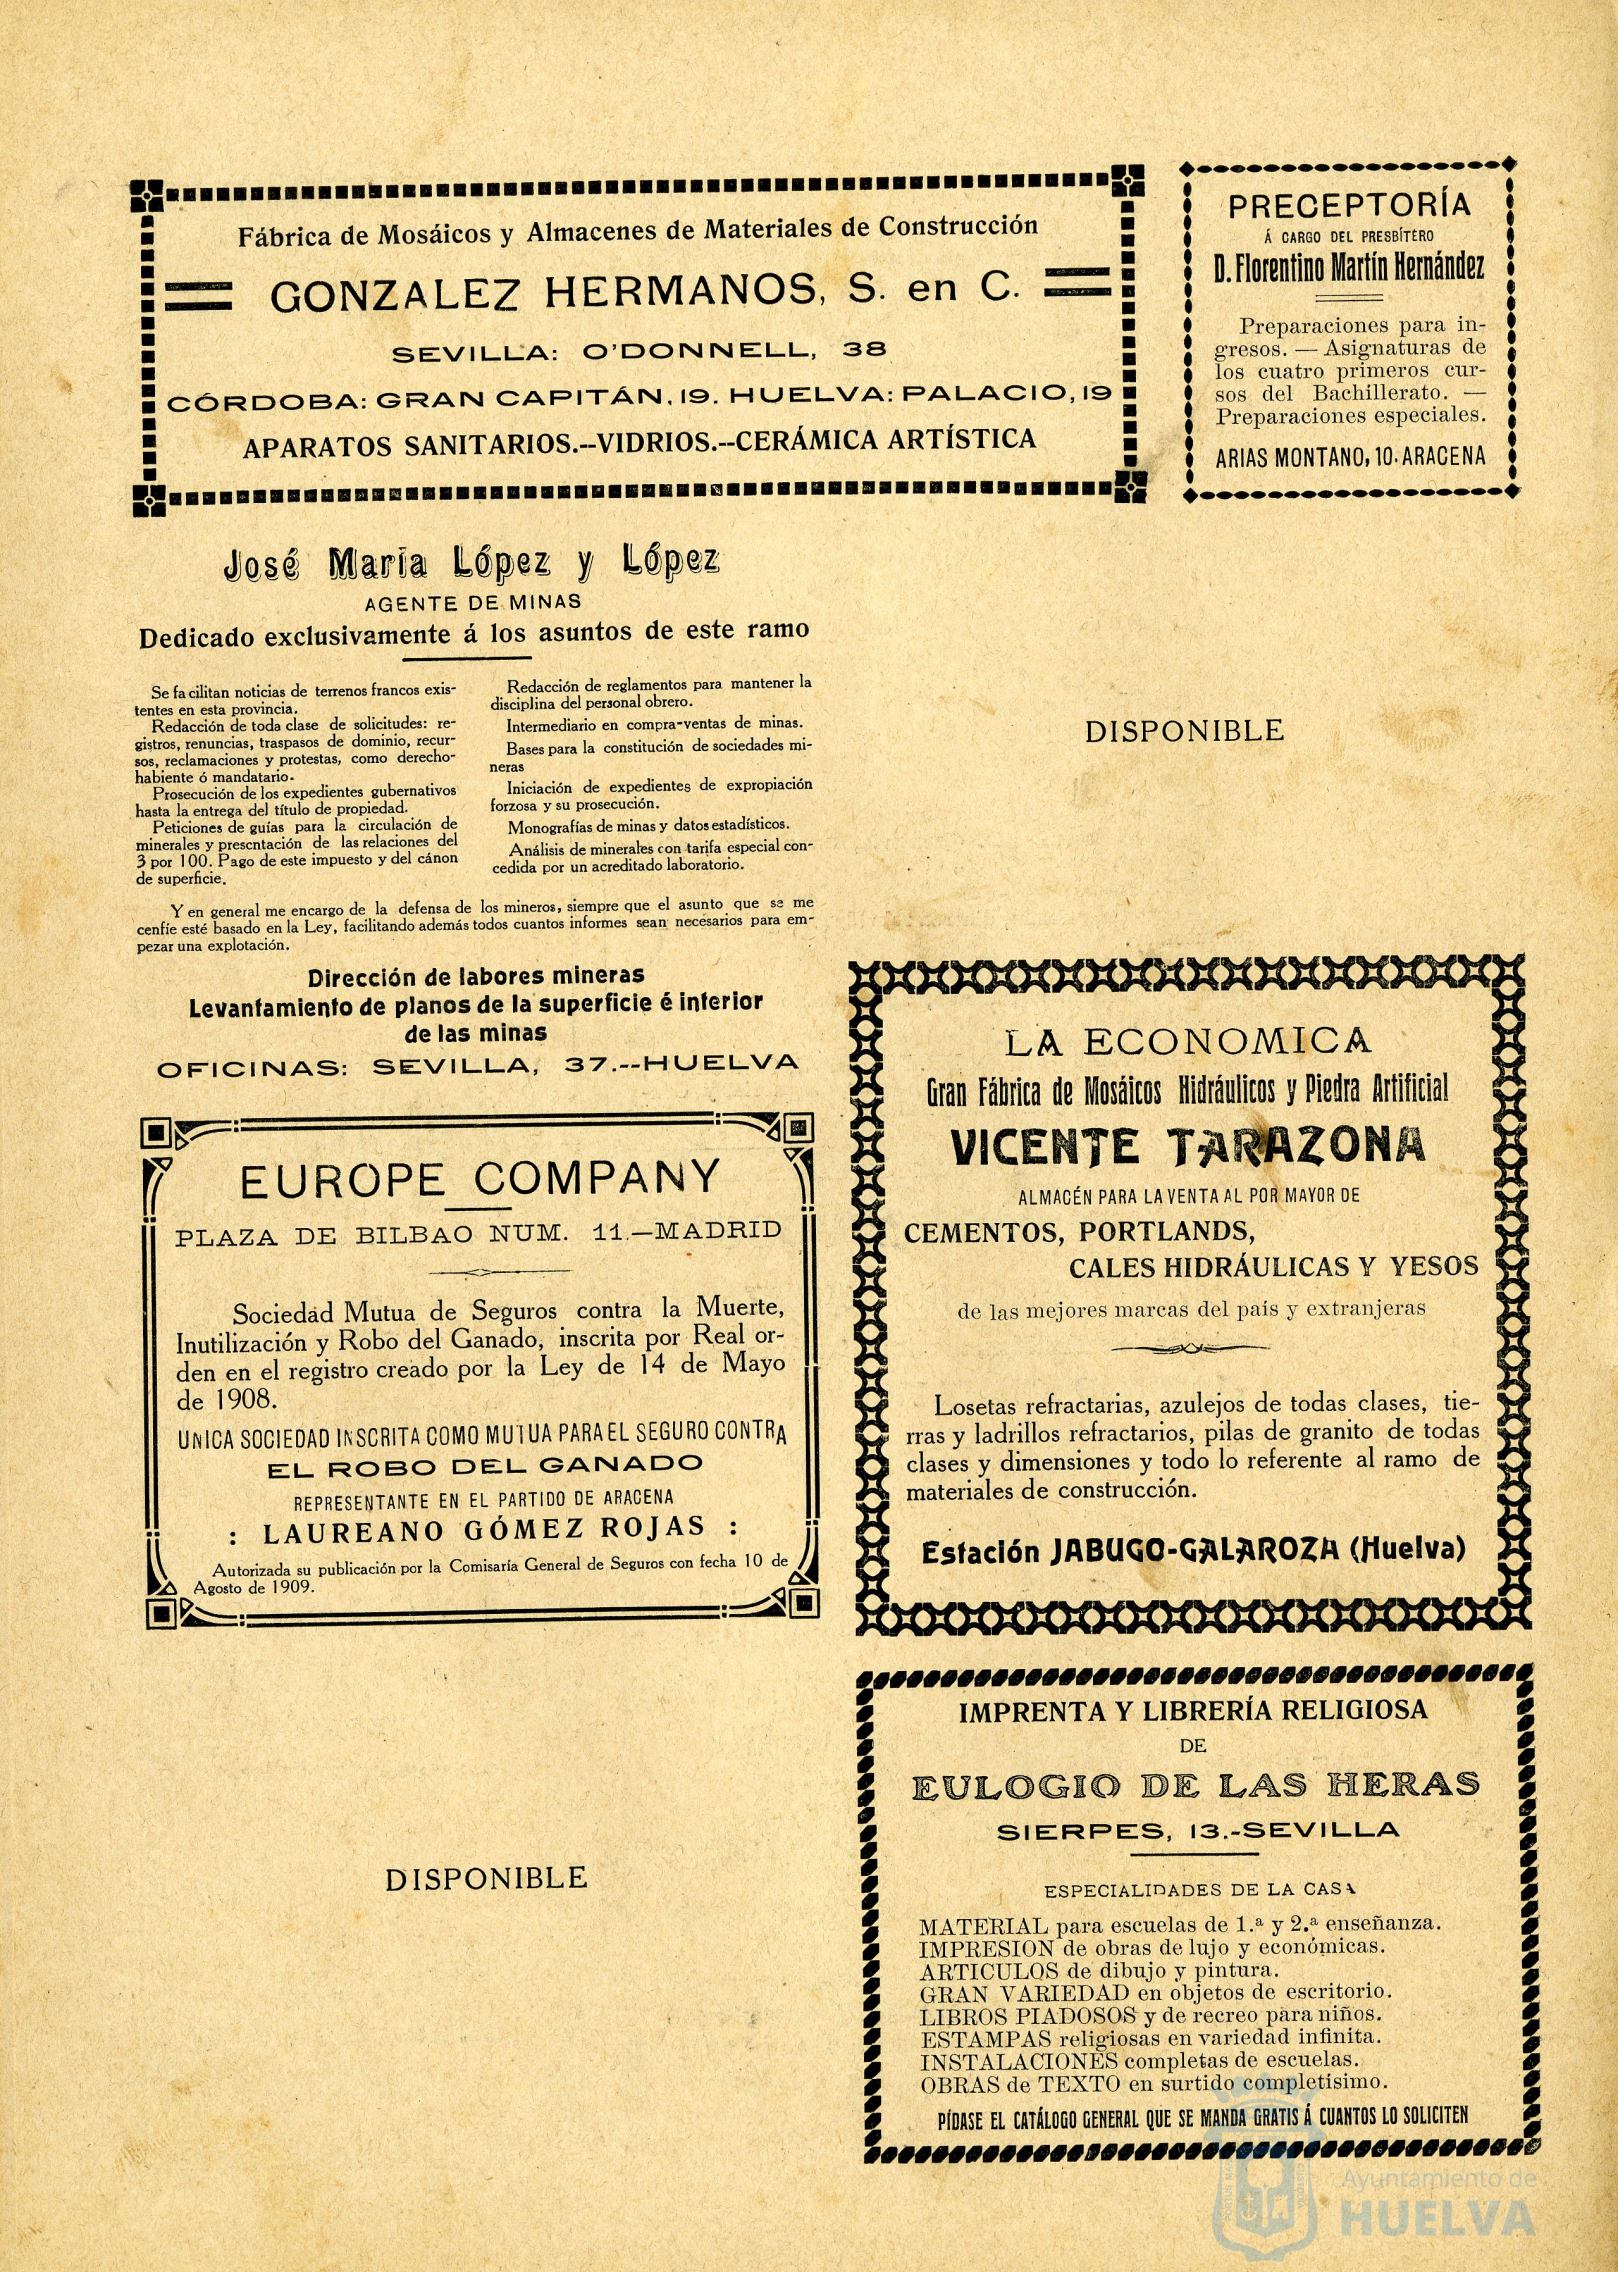 Fábrica de Mosáicos y Almacenes de Materiales de Construcción
GONZALEZ HERMANOS, S. en C.
SEVILLA: O'DONNELL, 38
CÓRDOBA: GRAN CAPITÁN, 19. HUELVA: PALACIO, 19
APARATOS SANITARIOS.--VIDRIOS.--CERÁMICA ARTÍSTICA
PRECEPTORÍA
Á CARGO DEL PRESBÍTERO
D. Florentino Martín Hernández
Preparaciones para in-
gresos. — Asignaturas de
los cuatro primeros cur-
sos del Bachillerato. —
Preparaciones especiales.
ARIAS MONTANO, 10. ARACENA
José María López y López
AGENTE DE MINAS
Dedicado exclusivamente á los asuntos de este ramo
Se facilitan noticias de terrenos francos exis-
tentes en esta provincia.
Redacción de toda clase de solicitudes: re-
gistros, renuncias, traspasos de dominio, recur-
sos, reclamaciones y protestas, como derecho-
habiente ó mandatario.
Prosecución de los expedientes gubernativos
hasta la entrega del título de propiedad.
Peticiones de guías para la circulación de
minerales y presentación de las relaciones del
3 por 100. Pago de este impuesto y del cánon
de superficie.
Redacción de reglamentos para mantener la
disciplina del personal obrero.
Intermediario en compra-ventas de minas.
Bases para la constitución de sociedades mi-
neras
Iniciación de expedientes de expropiación
forzosa y su prosecución.
Monografías de minas y datos estadísticos.
Análisis de minerales con tarifa especial con-
cedida por un acreditado laboratorio.
Y en general me encargo de la defensa de los mineros, siempre que el asunto que se me
cenfíe esté basado en la Ley, facilitando además todos cuantos informes sean necesarios para em-
pezar una explotación.
Dirección de labores mineras
Levantamiento de planos de la superficie é interior
de las minas
OFICINAS: SEVILLA, 37.--HUELVA
DISPONIBLE
EUROPE COMPANY
PLAZA DE BILBAO NUM. 11.—MADRID
Sociedad Mutua de Seguros contra la Muerte,
Inutilización y Robo del Ganado, inscrita por Real or-
den en el registro creado por la Ley de 14 de Mayo
de 1908.
UNICA SOCIEDAD INSCRITA COMO MUTUA PARA EL SEGURO CONTRA
EL ROBO DEL GANADO
REPRESENTANTE EN EL PARTIDO DE ARACENA
: LAUREANO GÓMEZ ROJAS :
Autorizada su publicación por la Comisaría General de Seguros con fecha 10 de
Agosto de 1909.
LA ECONOMICA
Gran Fábrica de Mosáicos Hidráulicos y Piedra Artificial
VICENTE TARAZONA
ALMACÉN PARA LA VENTA AL POR MAYOR DE
CEMENTOS, PORTLANDS,
CALES HIDRÁULICAS Y YESOS
de las mejores marcas del país y extranjeras
Losetas refractarias, azulejos de todas clases, tie-
rras y ladrillos refractarios, pilas de granito de todas
clases y dimensiones y todo lo referente al ramo de
materiales de construcción.
Estación JABUGO-GALAROZA (Huelva)
DISPONIBLE
IMPRENTA Y LIBRERÍA RELIGIOSA
DE
EULOGIO DE LAS HERAS
SIERPES, 13.-SEVILLA
ESPECIALIDADES DE LA CASA
MATERIAL para escuelas de 1.ª y 2.ª enseñanza.
IMPRESION de obras de lujo y económicas.
ARTICULOS de dibujo y pintura.
GRAN VARIEDAD en objetos de escritorio.
LIBROS PIADOSOS y de recreo para niños.
ESTAMPAS religiosas en variedad infinita.
INSTALACIONES completas de escuelas.
OBRAS de TEXTO en surtido completísimo.
PÍDASE EL CATÁLOGO GENERAL QUE SE MANDA GRATIS Á CUANTOS LO SOLICITEN
Ayuntamiento de
HUELVA